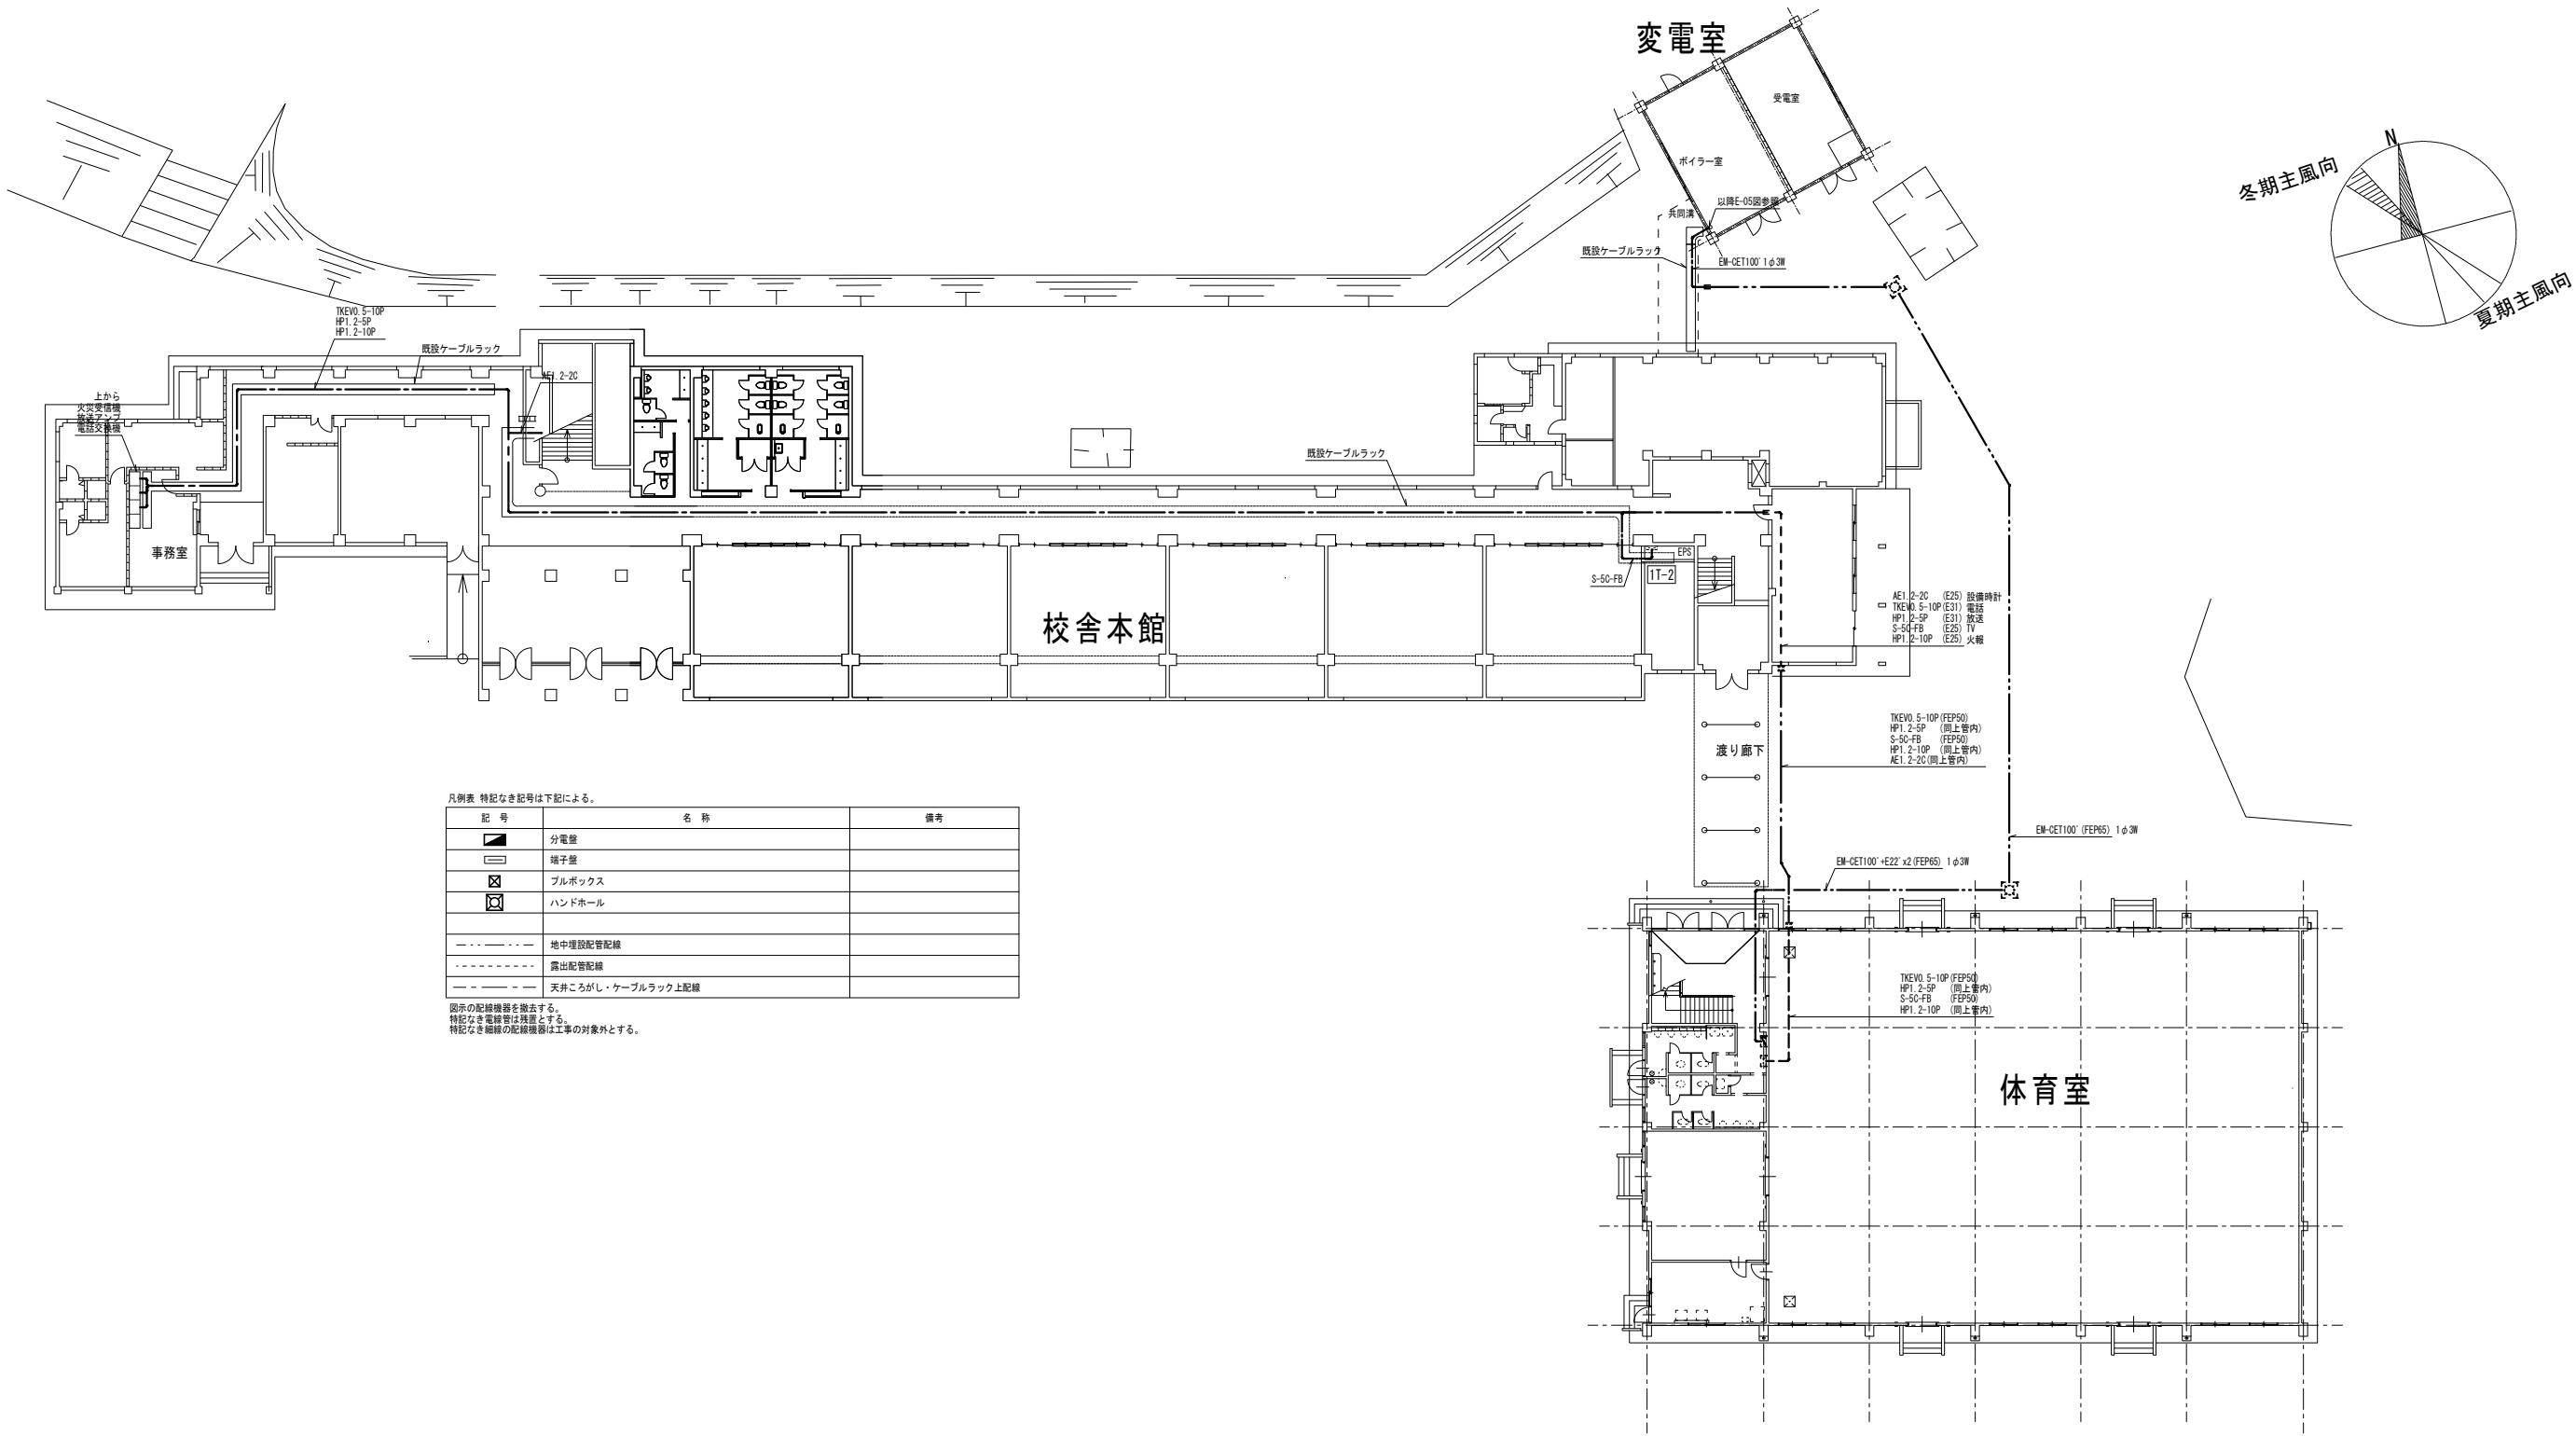 変電室
受電室
ボイラー室
共同溝
以降E-05図参照
既設ケーブルラック
EM-CET100゜1φ3W
N
冬期主風向
夏期主風向
TKEV0.5-10P
HP1.2-5P
HP1.2-10P
既設ケーブルラック
AE1.2-2C
上から
火災受信機
放送アンプ
電話交換機
事務室
既設ケーブルラック
EPS
S-5C-FB
1T-2
校舎本館
AE1.2-2C (E25) 設備時計
TKEV0.5-10P(E31) 電話
HP1.2-5P (E31) 放送
S-5C-FB (E25) TV
HP1.2-10P (E25) 火報
渡り廊下
TKEV0.5-10P(FEP50)
HP1.2-5P (同上管内)
S-5C-FB (FEP50)
HP1.2-10P (同上管内)
AE1.2-2C(同上管内)
EM-CET100゜(FEP65) 1φ3W
EM-CET100゜+E22゜x2(FEP65) 1φ3W
凡例表 特記なき記号は下記による。
記 号 名 称 備考
分電盤
端子盤
プルボックス
ハンドホール
地中埋設配管配線
露出配管配線
天井ころがし・ケーブルラック上配線
図示の配線機器を撤去する。
特記なき電線管は残置とする。
特記なき細線の配線機器は工事の対象外とする。
TKEV0.5-10P(FEP50)
HP1.2-5P (同上管内)
S-5C-FB (FEP50)
HP1.2-10P (同上管内)
体育室